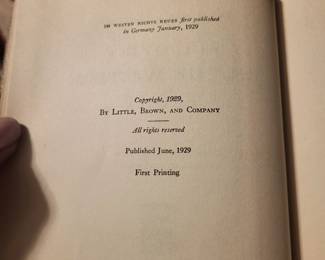 IM WESTEN NICHTS NEUES first published
in Germany January, 1929
Copyright, 1929,
BY LITTLE, BROWN, AND COMPANY
All rights reserved
Published June, 1929
First Printing